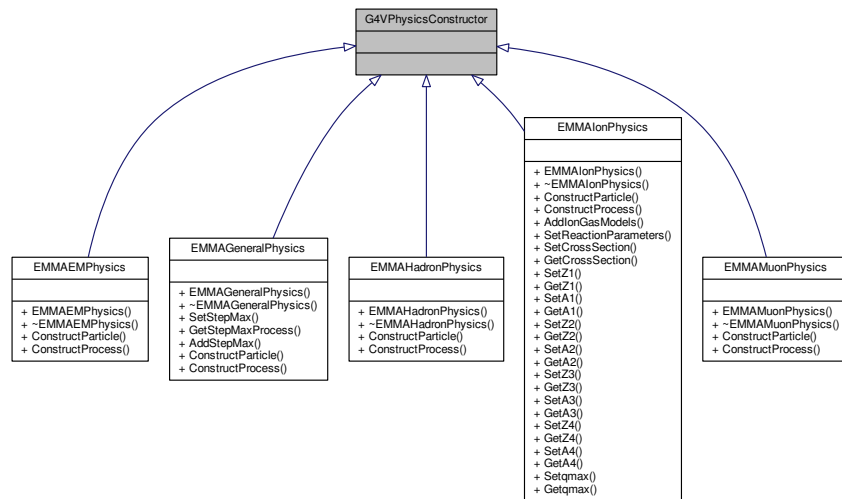 G4VPhysicsConstructor
EMMAEMPhysics
+ EMMAEMPhysics()
+ ~EMMAEMPhysics()
+ ConstructParticle()
+ ConstructProcess()
EMMAGeneralPhysics
+ EMMAGeneralPhysics()
+ ~EMMAGeneralPhysics()
+ SetStepMax()
+ GetStepMaxProcess()
+ AddStepMax()
+ ConstructParticle()
+ ConstructProcess()
EMMAHadronPhysics
+ EMMAHadronPhysics()
+ ~EMMAHadronPhysics()
+ ConstructParticle()
+ ConstructProcess()
EMMAIonPhysics
+ EMMAIonPhysics()
+ ~EMMAIonPhysics()
+ ConstructParticle()
+ ConstructProcess()
+ AddIonGasModels()
+ SetReactionParameters()
+ SetCrossSection()
+ GetCrossSection()
+ SetZ1()
+ GetZ1()
+ SetA1()
+ GetA1()
+ SetZ2()
+ GetZ2()
+ SetA2()
+ GetA2()
+ SetZ3()
+ GetZ3()
+ SetA3()
+ GetA3()
+ SetZ4()
+ GetZ4()
+ SetA4()
+ GetA4()
+ Setqmax()
+ Getqmax()
EMMAMuonPhysics
+ EMMAMuonPhysics()
+ ~EMMAMuonPhysics()
+ ConstructParticle()
+ ConstructProcess()